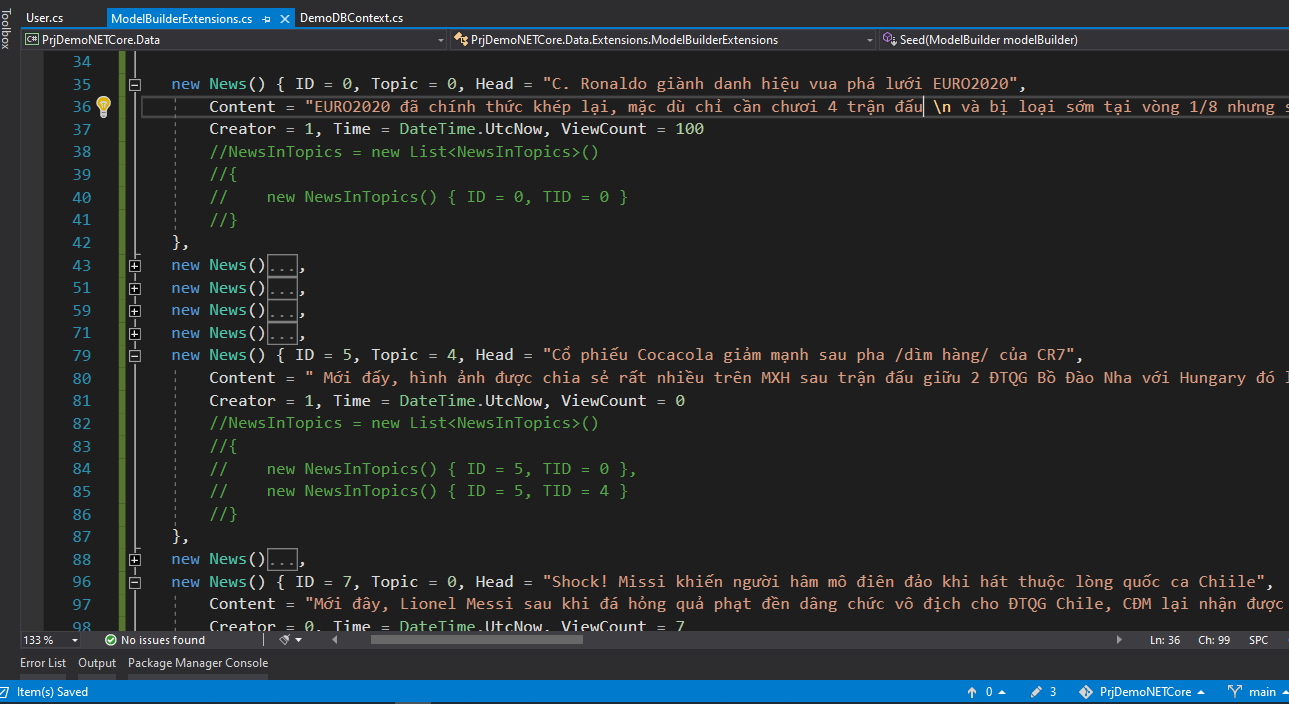 Toolbox
User.cs ModelBuilderExtensions.cs DemoDBContext.cs
C# PrjDemoNETCore.Data PrjDemoNETCore.Data.Extensions.ModelBuilderExtensions Seed(ModelBuilder modelBuilder)
34
35 new News() { ID = 0, Topic = 0, Head = "C. Ronaldo giành danh hiệu vua phá lưới EURO2020",
36 Content = "EURO2020 đã chính thức khép lại, mặc dù chỉ cần chươi 4 trận đấu \n và bị loại sớm tại vòng 1/8 nhưng s
37 Creator = 1, Time = DateTime.UtcNow, ViewCount = 100
38 //NewsInTopics = new List<NewsInTopics>()
39 //{
40 // new NewsInTopics() { ID = 0, TID = 0 }
41 //}
42 },
43 new News()...,
51 new News()...,
59 new News()...,
71 new News()...,
79 new News() { ID = 5, Topic = 4, Head = "Cổ phiếu Cocacola giảm mạnh sau pha /dìm hàng/ của CR7",
80 Content = " Mới đấy, hình ảnh được chia sẻ rất nhiều trên MXH sau trận đấu giữu 2 ĐTQG Bồ Đào Nha với Hungary đó l
81 Creator = 1, Time = DateTime.UtcNow, ViewCount = 0
82 //NewsInTopics = new List<NewsInTopics>()
83 //{
84 // new NewsInTopics() { ID = 5, TID = 0 },
85 // new NewsInTopics() { ID = 5, TID = 4 }
86 //}
87 },
88 new News()...,
96 new News() { ID = 7, Topic = 0, Head = "Shock! Missi khiến người hâm mô điên đảo khi hát thuộc lòng quốc ca Chiile",
97 Content = "Mới đây, Lionel Messi sau khi đá hỏng quả phạt đền dâng chức vô địch cho ĐTQG Chile, CĐM lại nhận được
98 Creator = 0, Time = DateTime.UtcNow, ViewCount = 7
133 % No issues found Ln: 36 Ch: 99 SPC
Error List Output Package Manager Console
Item(s) Saved 0 3 PrjDemoNETCore main